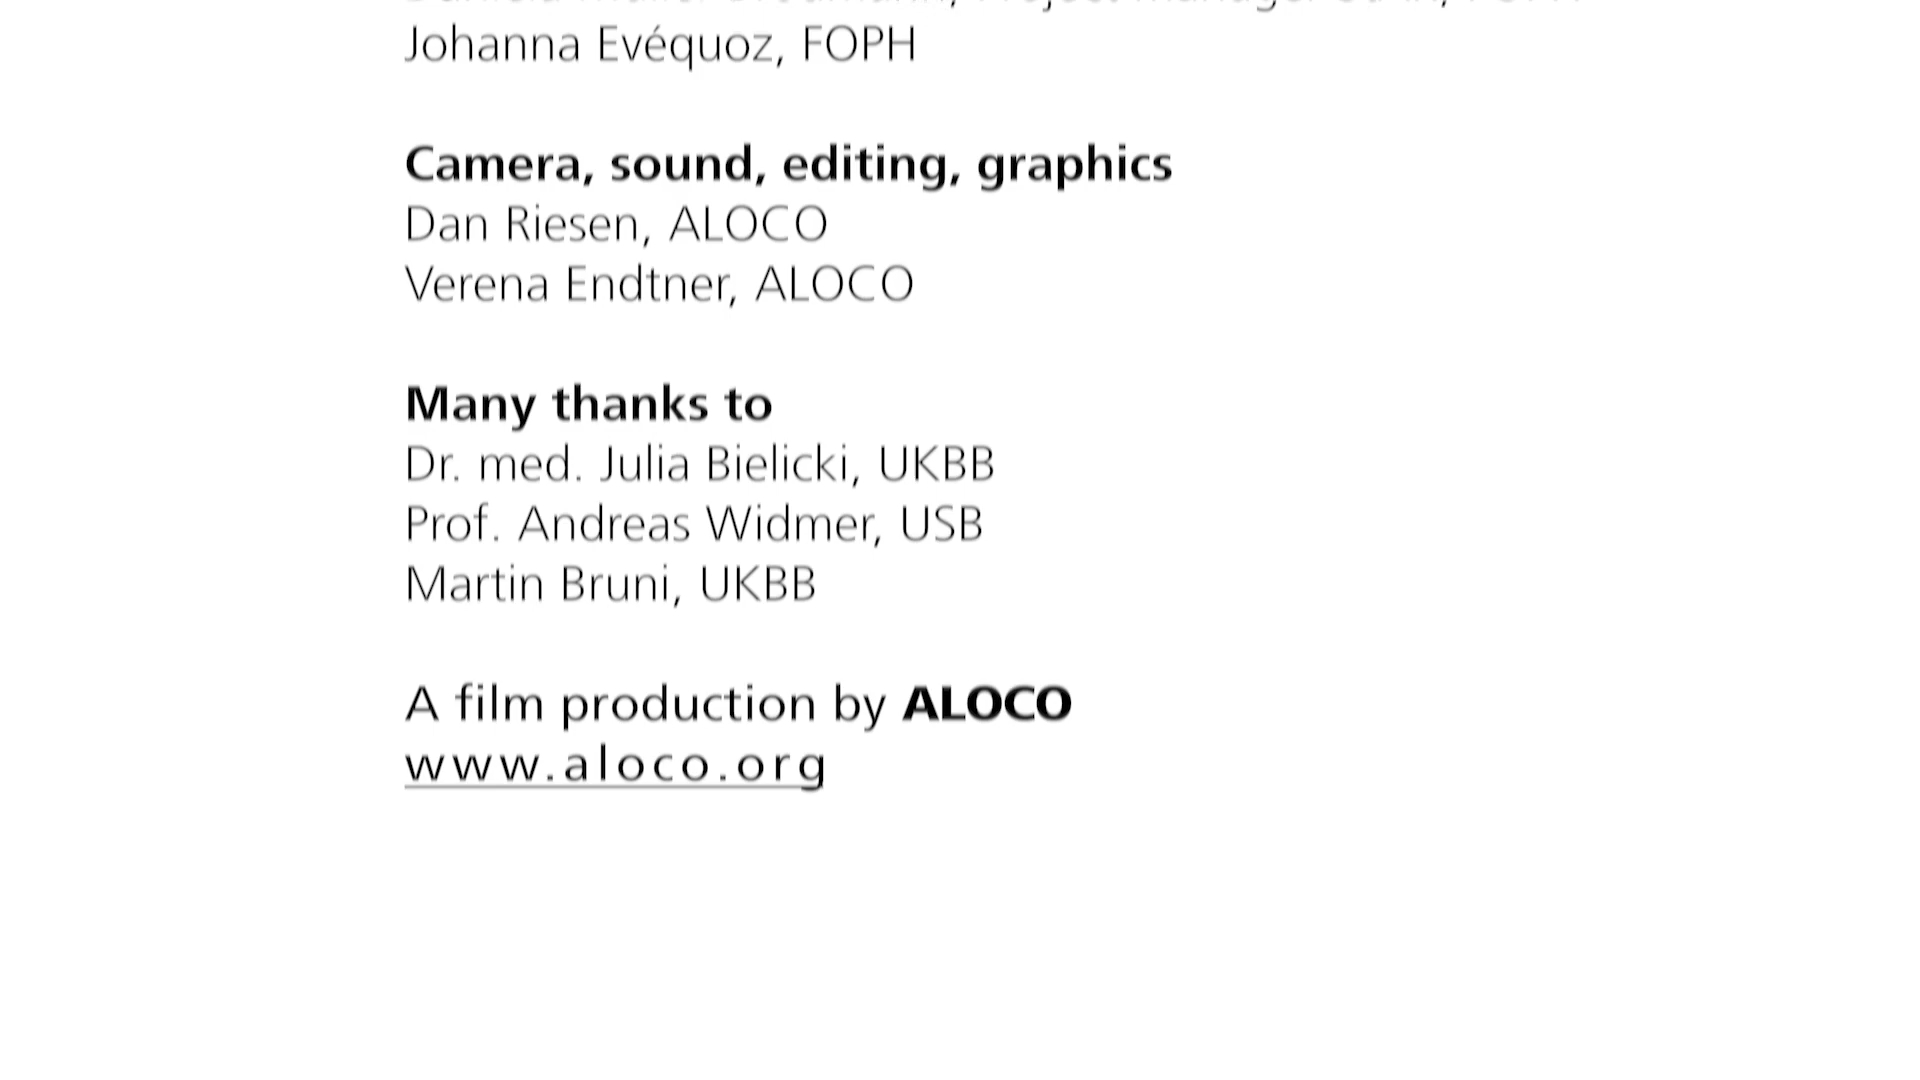 Johanna Evéquoz, FOPH
Camera, sound, editing, graphics
Dan Riesen, ALOCO
Verena Endtner, ALOCO
Many thanks to
Dr. med. Julia Bielicki, UKBB
Prof. Andreas Widmer, USB
Martin Bruni, UKBB
A film production by ALOCO
www.aloco.org